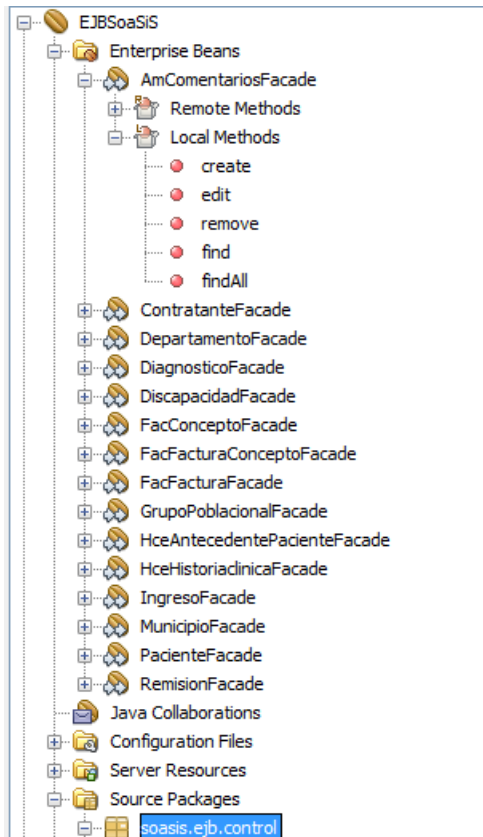 EJBSoaSiS
Enterprise Beans
AmComentariosFacade
Remote Methods
Local Methods
create
edit
remove
find
findAll
ContratanteFacade
DepartamentoFacade
DiagnosticoFacade
DiscapacidadFacade
FacConceptoFacade
FacFacturaConceptoFacade
FacFacturaFacade
GrupoPoblacionalFacade
HceAntecedentePacienteFacade
HceHistoriaclinicaFacade
IngresoFacade
MunicipioFacade
PacienteFacade
RemisionFacade
Java Collaborations
Configuration Files
Server Resources
Source Packages
soasis.ejb.control